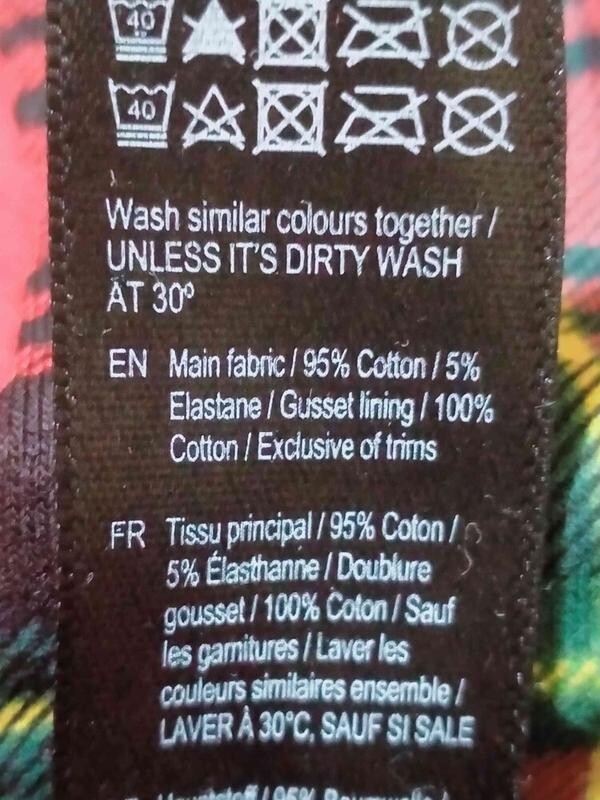 40
40
Wash similar colours together /
UNLESS IT'S DIRTY WASH
AT 30º
EN Main fabric / 95% Cotton / 5%
Elastane / Gusset lining / 100%
Cotton / Exclusive of trims
FR Tissu principal / 95% Coton /
5% Élasthanne / Doublure
gousset / 100% Coton / Sauf
les garnitures / Laver les
couleurs similaires ensemble /
LAVER À 30°C, SAUF SI SALE
/ 95%